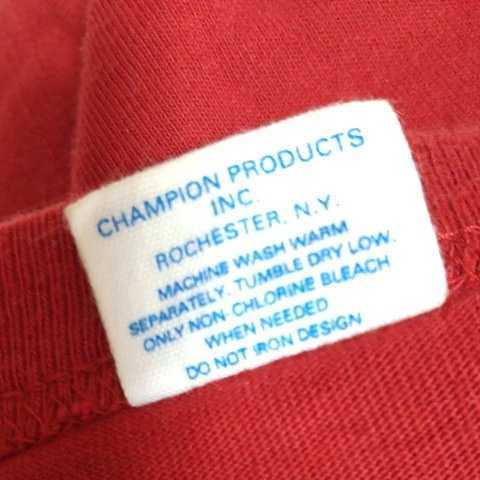 CHAMPION PRODUCTS
INC.
ROCHESTER, N.Y.
MACHINE WASH WARM
SEPARATELY. TUMBLE DRY LOW.
ONLY NON-CHLORINE BLEACH
WHEN NEEDED
DO NOT IRON DESIGN